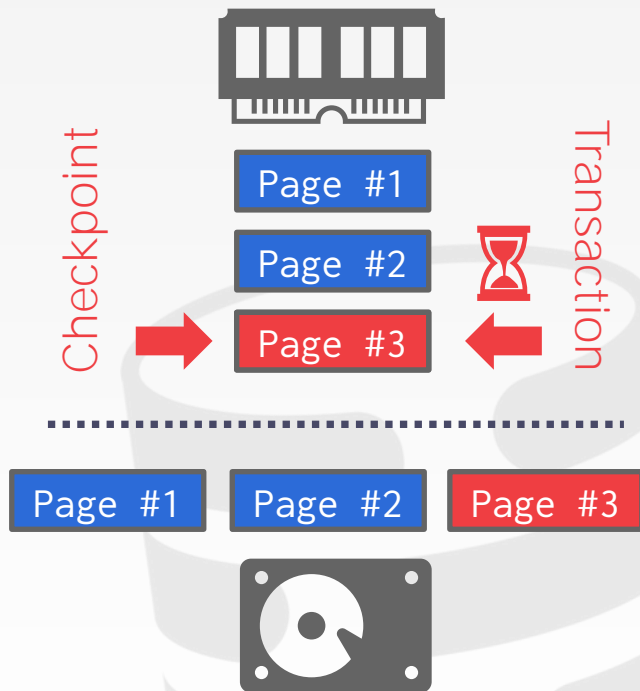 Checkpoint
Transaction
Page #1
Page #2
Page #3
Page #1
Page #2
Page #3